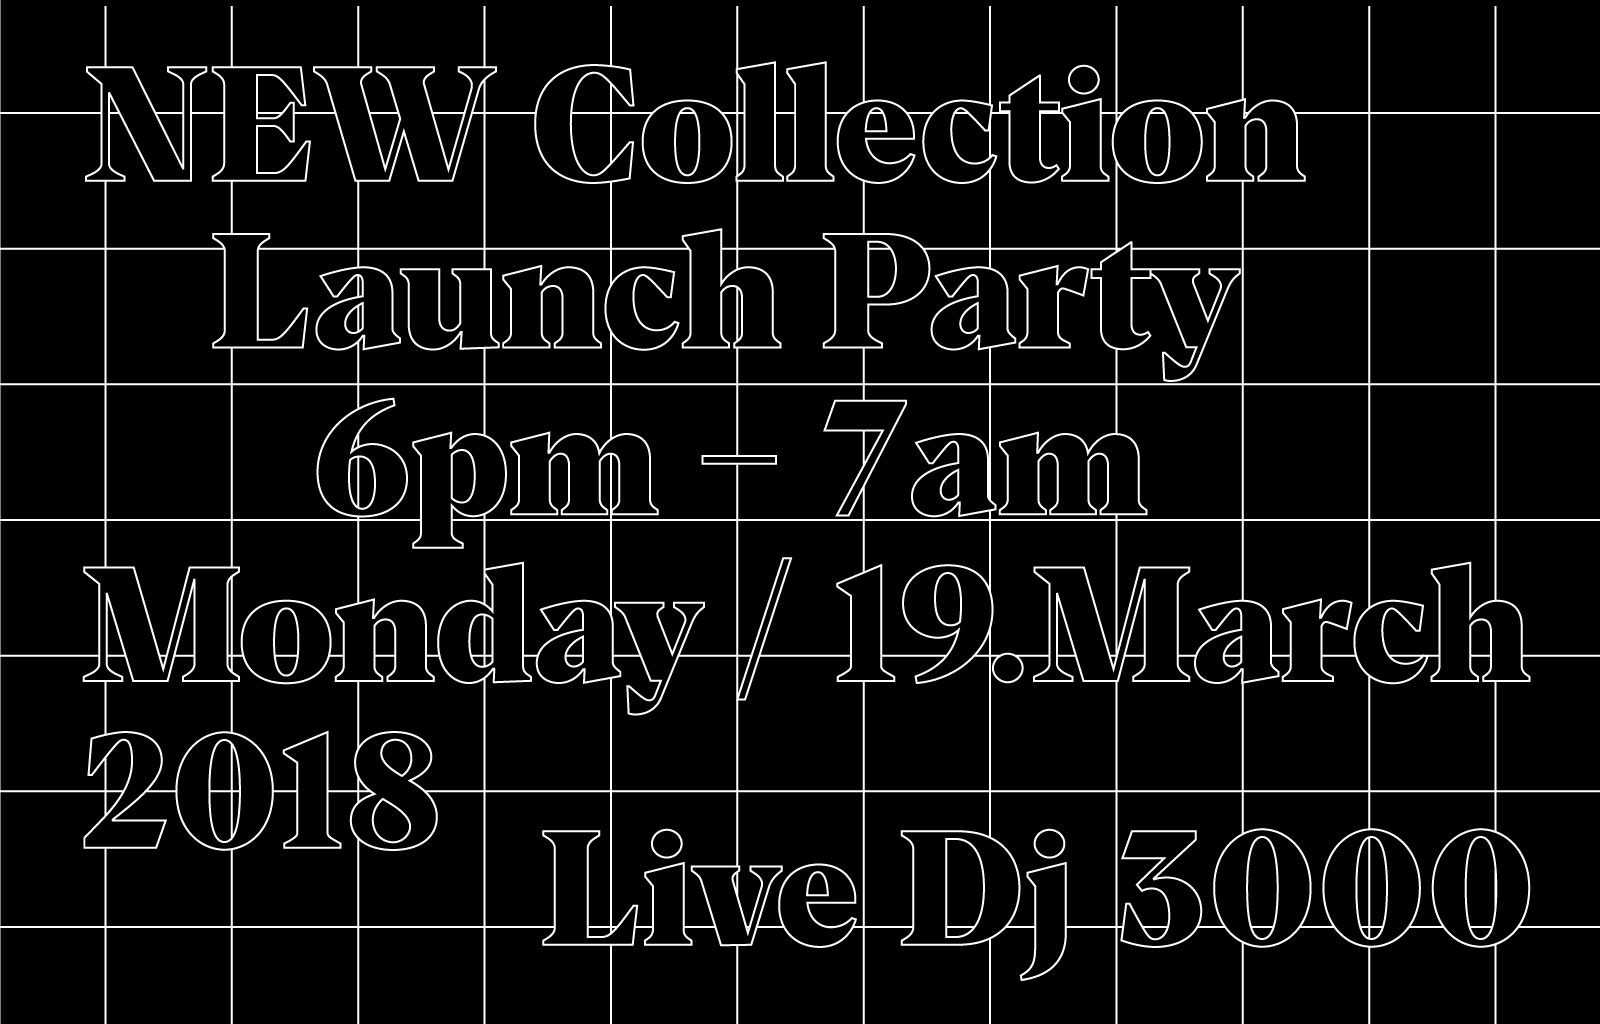 NEW Collection
Launch Party
6pm – 7am
Monday / 19.March
2018
Live Dj 3000